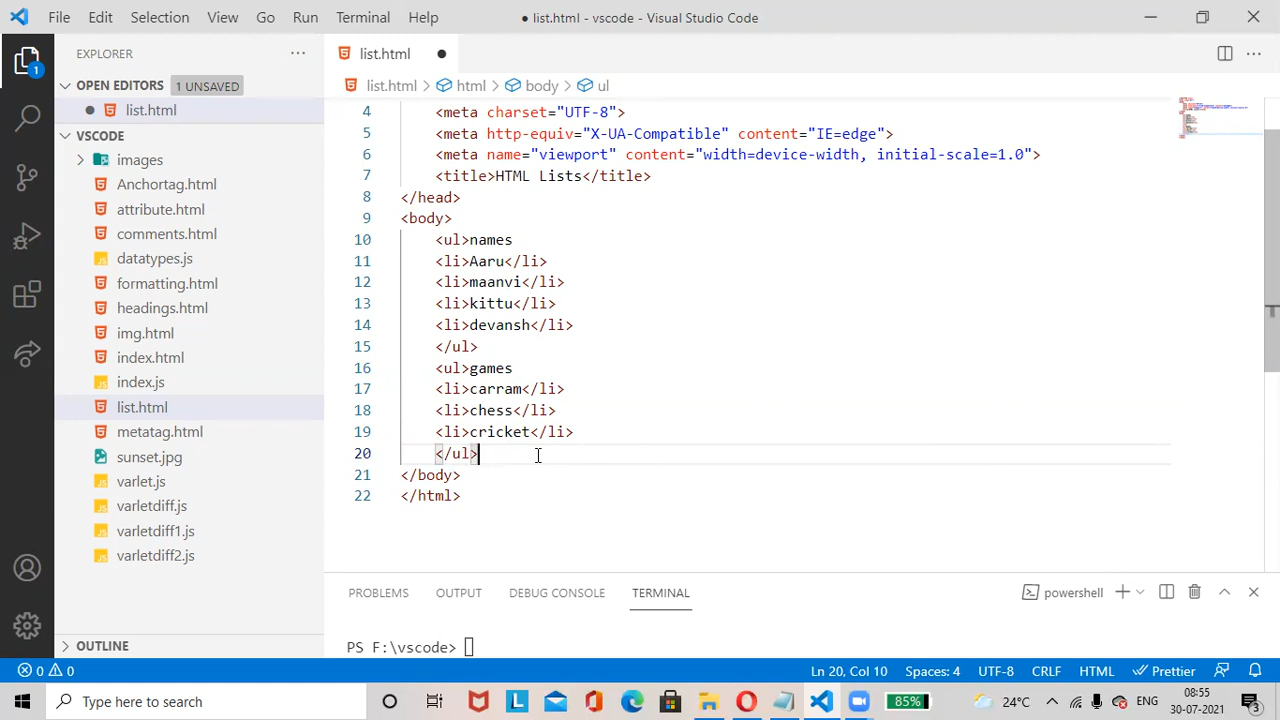 File Edit Selection View Go Run Terminal Help ● list.html - vscode - Visual Studio Code
EXPLORER ···
OPEN EDITORS 1 UNSAVED
● list.html
VSCODE
images
Anchortag.html
attribute.html
comments.html
datatypes.js
formatting.html
headings.html
img.html
index.html
index.js
list.html
metatag.html
sunset.jpg
varlet.js
varletdiff.js
varletdiff1.js
varletdiff2.js
OUTLINE
1
list.html ●
list.html > html > body > ul
4 <meta charset="UTF-8">
5 <meta http-equiv="X-UA-Compatible" content="IE=edge">
6 <meta name="viewport" content="width=device-width, initial-scale=1.0">
7 <title>HTML Lists</title>
8 </head>
9 <body>
10 <ul>names
11 <li>Aaru</li>
12 <li>maanvi</li>
13 <li>kittu</li>
14 <li>devansh</li>
15 </ul>
16 <ul>games
17 <li>carram</li>
18 <li>chess</li>
19 <li>cricket</li>
20 </ul>
21 </body>
22 </html>
PROBLEMS OUTPUT DEBUG CONSOLE TERMINAL powershell
PS F:\vscode>
0 0 Ln 20, Col 10 Spaces: 4 UTF-8 CRLF HTML Prettier
Type here to search 85% 24°C ENG 08:55
30-07-2021 3